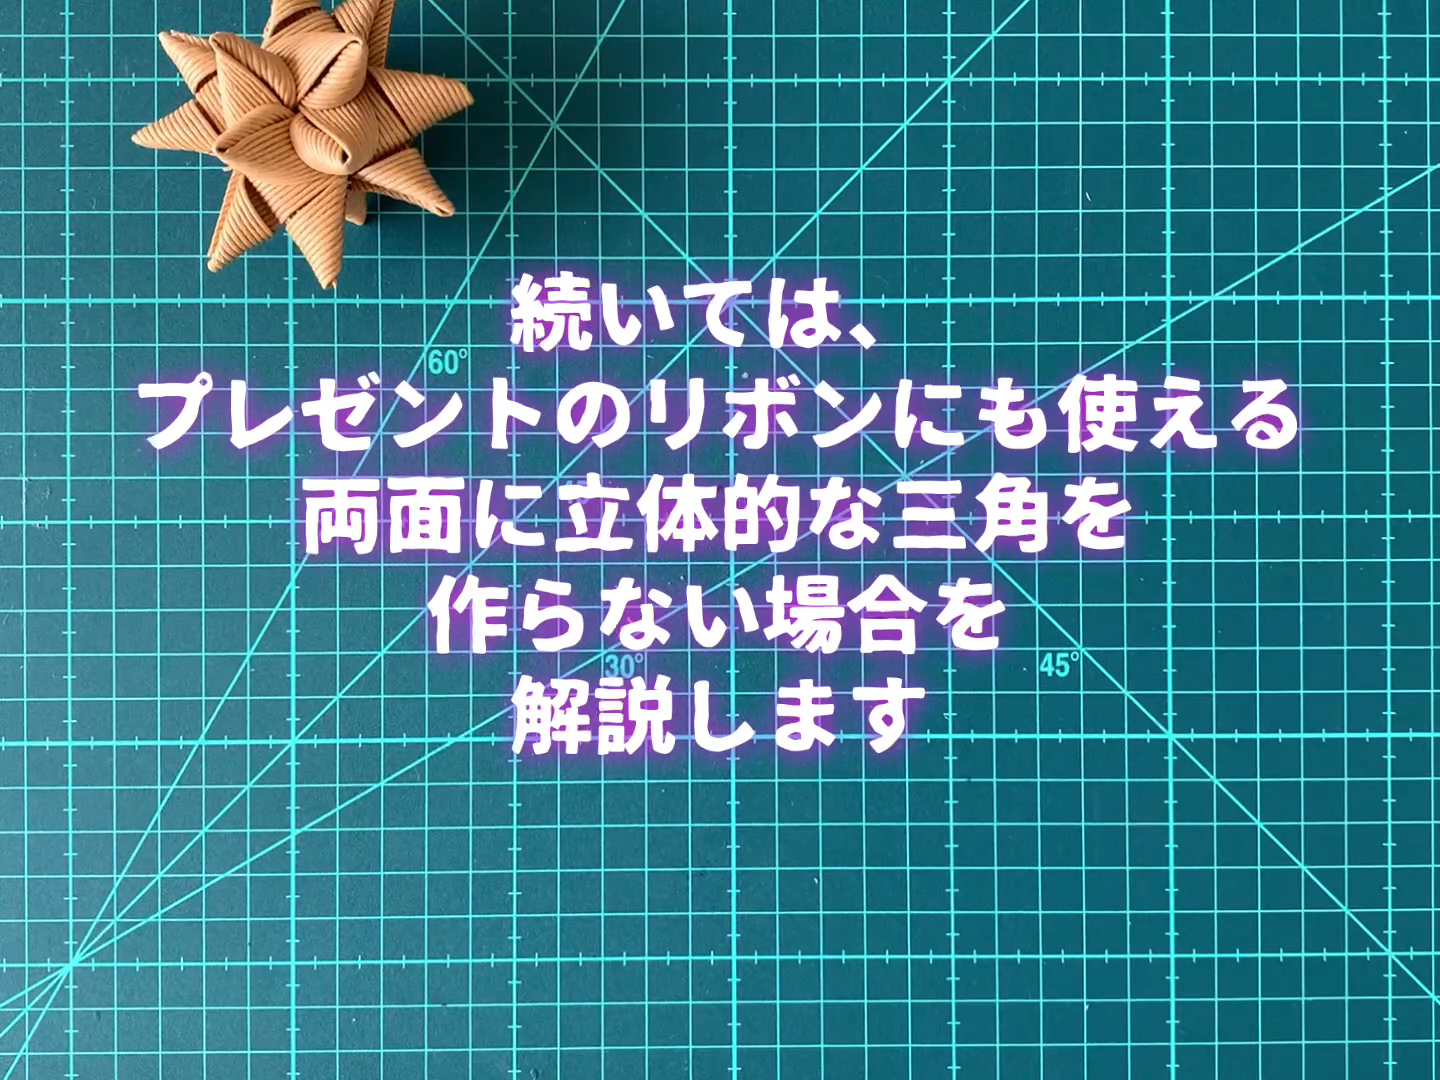 続いては、
60°
プレゼントのリボンにも使える
両面に立体的な三角を
作らない場合を
30°
45°
解説します